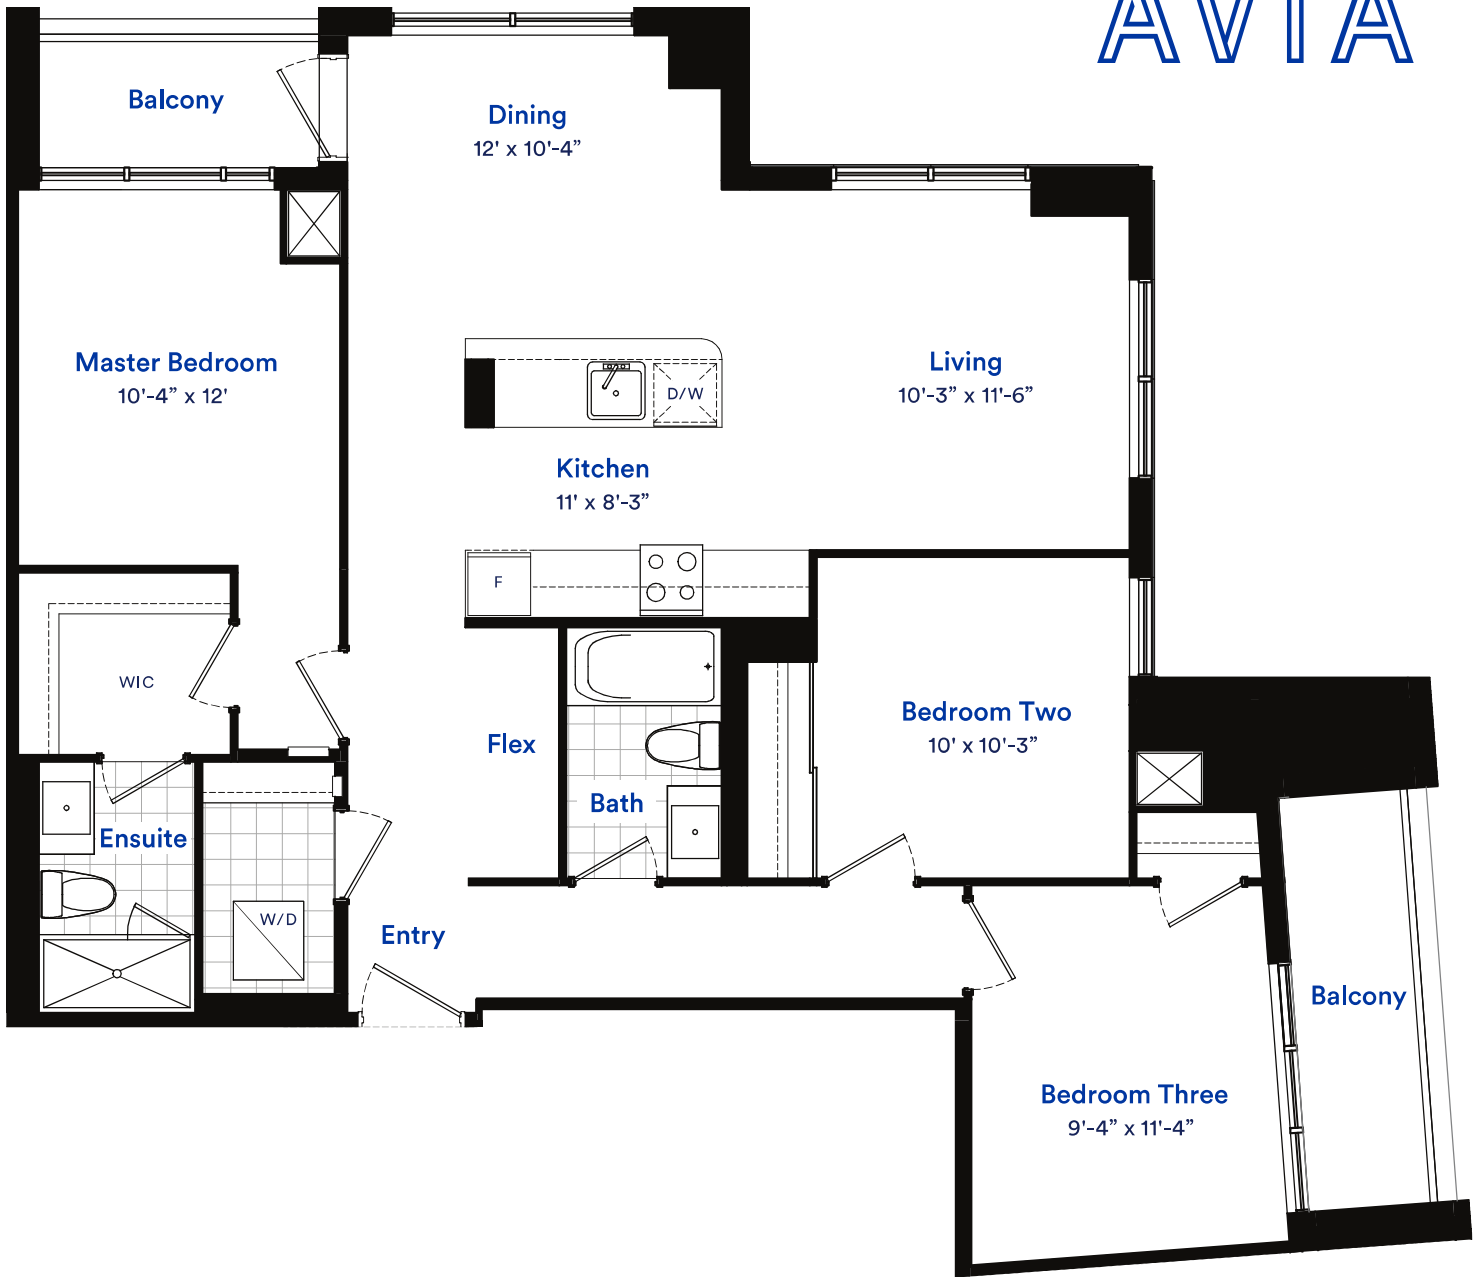 AVIA
Balcony
Dining
12' x 10'-4”
Master Bedroom
10'-4” x 12'
Living
10'-3” x 11'-6”
D/W
Kitchen
11' x 8'-3”
F
WIC
Flex
Bedroom Two
10' x 10'-3”
Bath
Ensuite
W/D
Entry
Balcony
Bedroom Three
9'-4” x 11'-4”